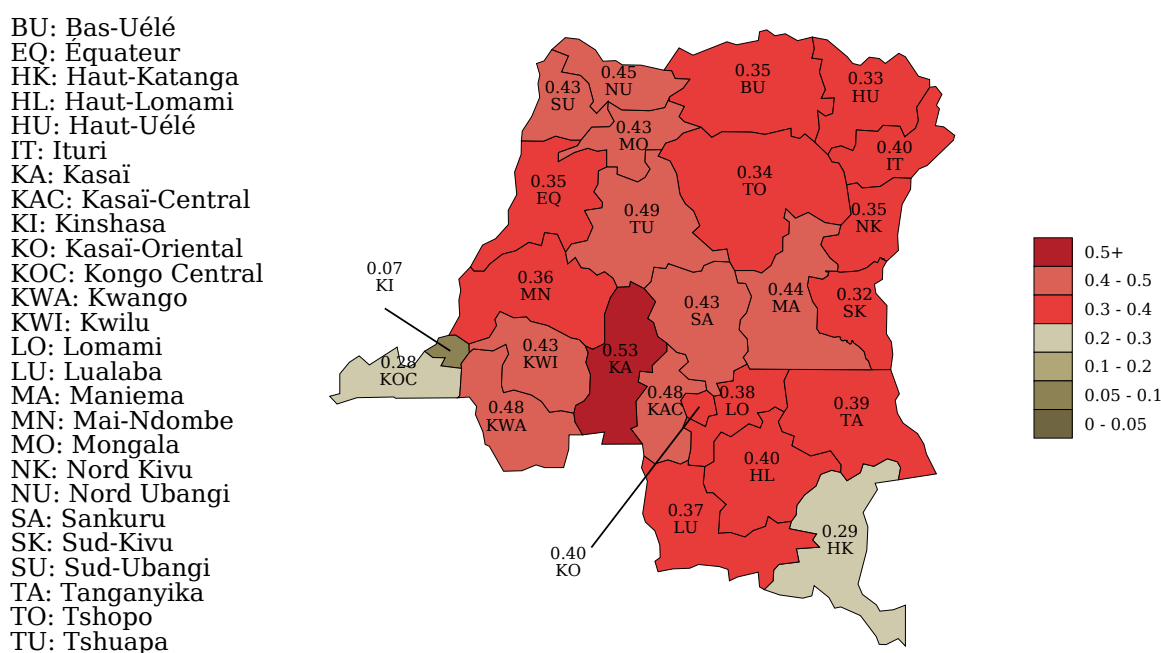 BU: Bas-Uélé
EQ: Équateur
HK: Haut-Katanga
HL: Haut-Lomami
HU: Haut-Uélé
IT: Ituri
KA: Kasaï
KAC: Kasaï-Central
KI: Kinshasa
KO: Kasaï-Oriental
KOC: Kongo Central
KWA: Kwango
KWI: Kwilu
LO: Lomami
LU: Lualaba
MA: Maniema
MN: Mai-Ndombe
MO: Mongala
NK: Nord Kivu
NU: Nord Ubangi
SA: Sankuru
SK: Sud-Kivu
SU: Sud-Ubangi
TA: Tanganyika
TO: Tshopo
TU: Tshuapa
0.43
SU
0.45
NU
0.35
BU
0.33
HU
0.43
MO
0.40
IT
0.35
EQ
0.34
TO
0.49
TU
0.35
NK
0.07
KI
0.36
MN
0.43
SA
0.44
MA
0.32
SK
0.28
KOC
0.43
KWI
0.53
KA
0.48
KWA
0.48
KAC
0.38
LO
0.39
TA
0.40
HL
0.37
LU
0.29
HK
0.40
KO
0.5+
0.4 - 0.5
0.3 - 0.4
0.2 - 0.3
0.1 - 0.2
0.05 - 0.1
0 - 0.05